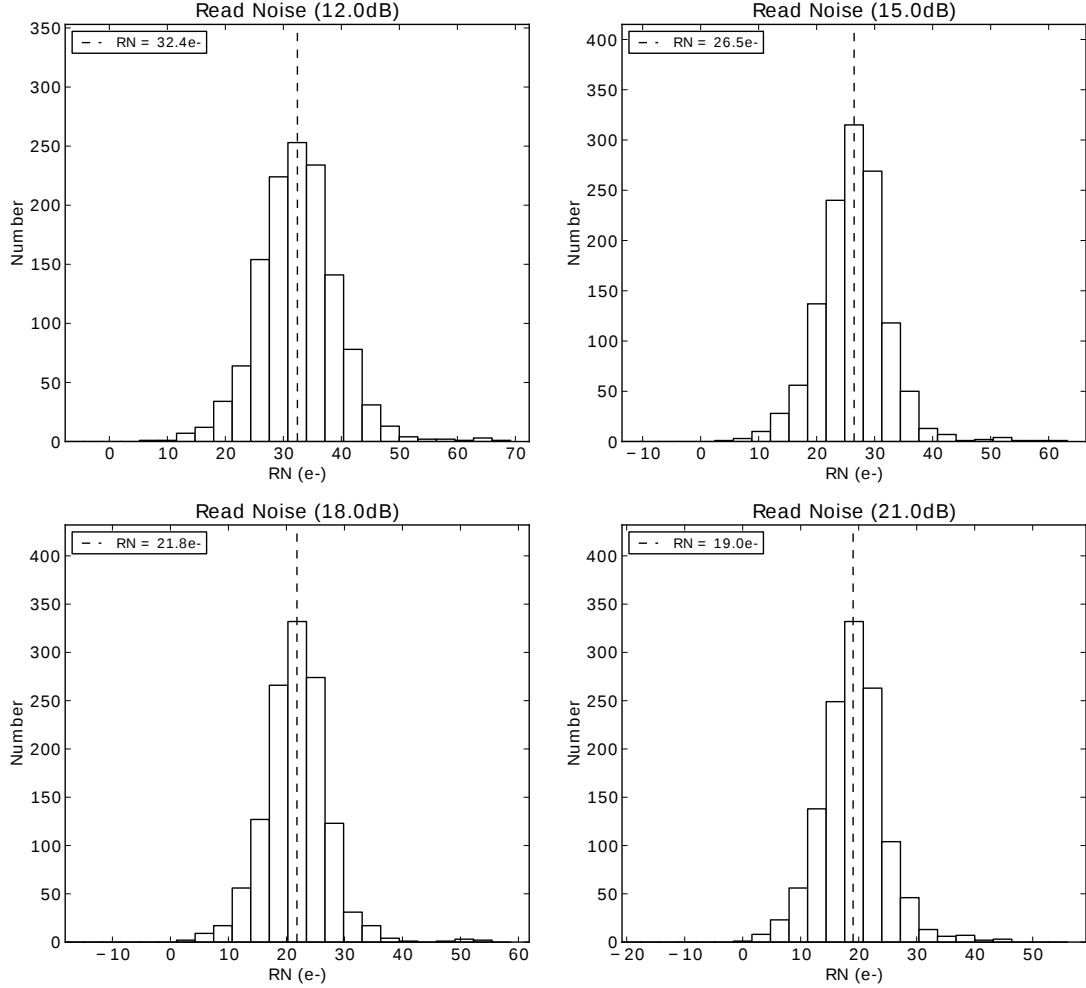 Read Noise (12.0dB)
RN = 32.4e-
350
300
250
200
150
100
50
0
Number
0 10 20 30 40 50 60 70
RN (e-)
Read Noise (15.0dB)
RN = 26.5e-
400
350
300
250
200
150
100
50
0
Number
−10 0 10 20 30 40 50 60
RN (e-)
Read Noise (18.0dB)
RN = 21.8e-
400
350
300
250
200
150
100
50
0
Number
−10 0 10 20 30 40 50 60
RN (e-)
Read Noise (21.0dB)
RN = 19.0e-
400
350
300
250
200
150
100
50
0
Number
−20 −10 0 10 20 30 40 50
RN (e-)